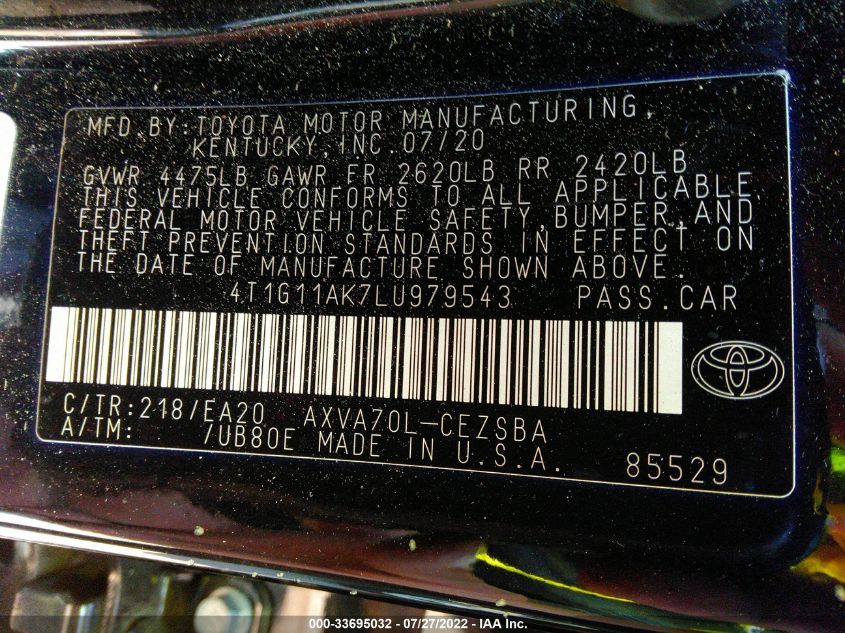 MFD BY:TOYOTA MOTOR MANUFACTURING,
KENTUCKY,INC.07/20
GVWR 4475LB GAWR FR 2620LB RR 2420LB
THIS VEHICLE CONFORMS TO ALL APPLICABLE
FEDERAL MOTOR VEHICLE SAFETY,BUMPER,AND
THEFT PREVENTION STANDARDS IN EFFECT ON
THE DATE OF MANUFACTURE SHOWN ABOVE.
4T1G11AK7LU979543 PASS.CAR
C/TR:218/EA20 AXVA70L-CEZSBA
A/TM: /UB80E MADE IN U.S.A. 85529
000-33695032 - 07/27/2022 - IAA Inc.